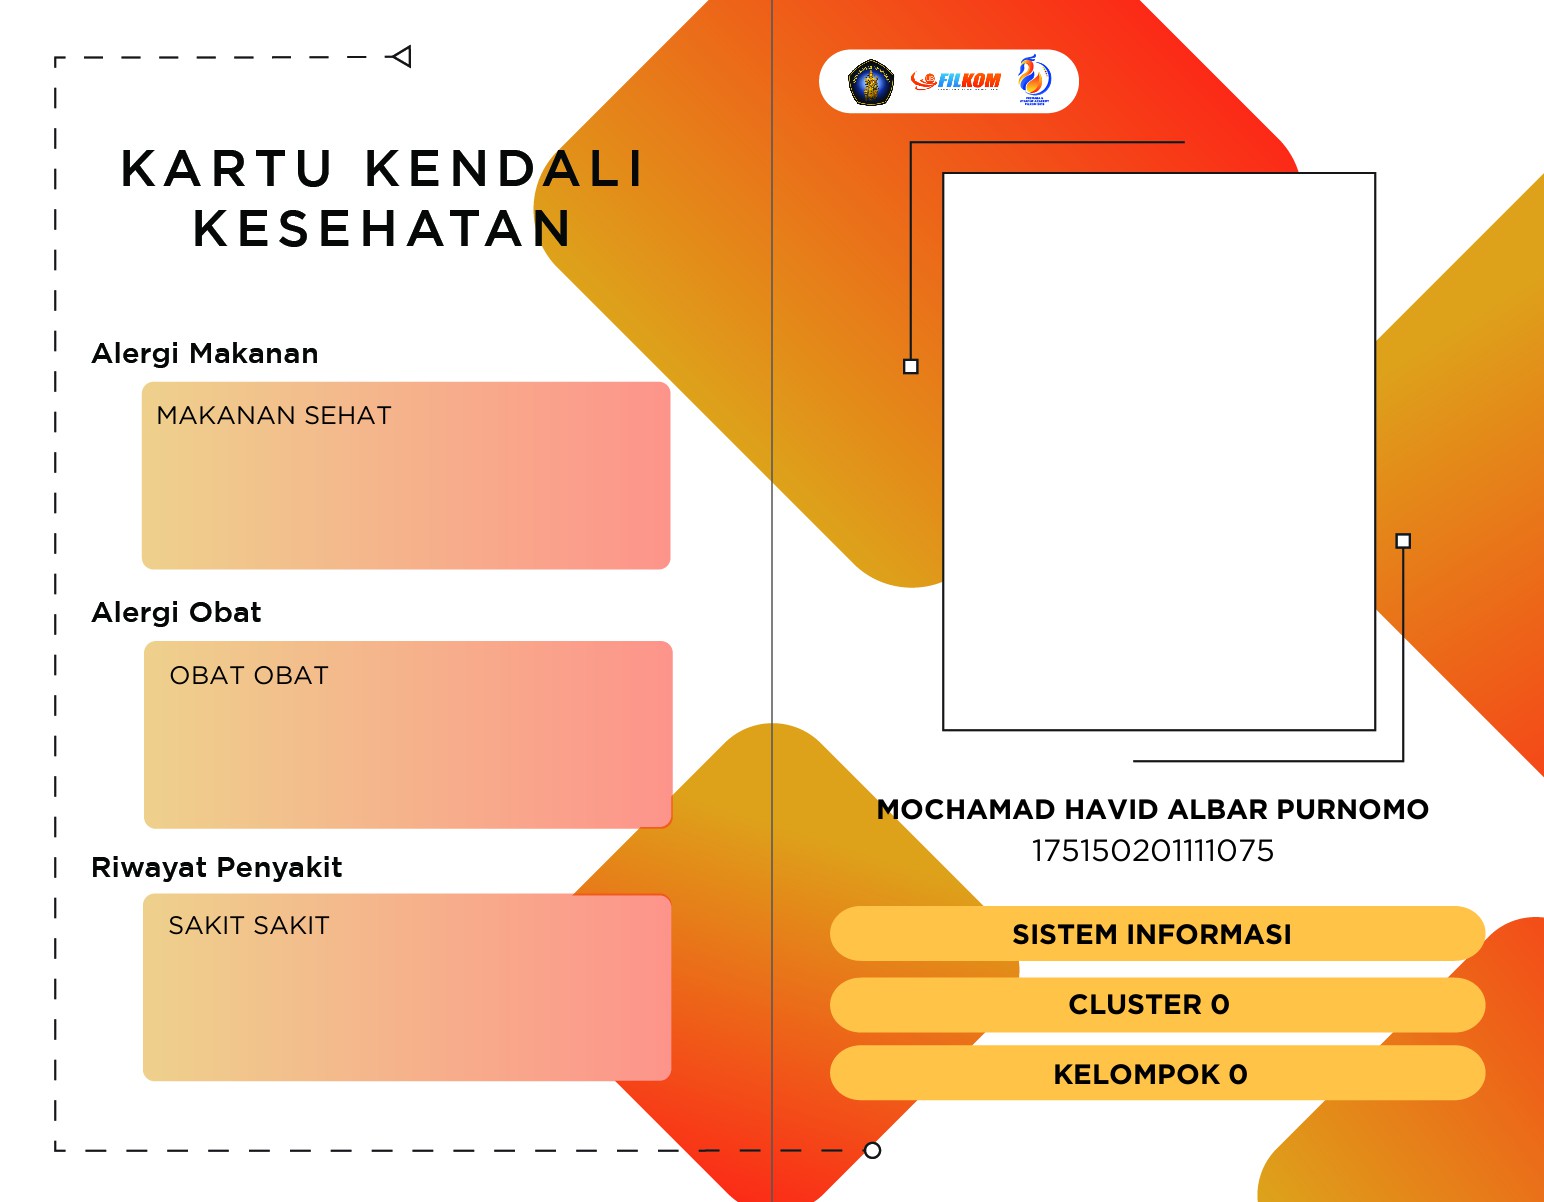 KARTU KENDALI
KESEHATAN
Alergi Makanan
MAKANAN SEHAT
Alergi Obat
OBAT OBAT
Riwayat Penyakit
SAKIT SAKIT
FILKOM
MOCHAMAD HAVID ALBAR PURNOMO
175150201111075
SISTEM INFORMASI
CLUSTER 0
KELOMPOK 0